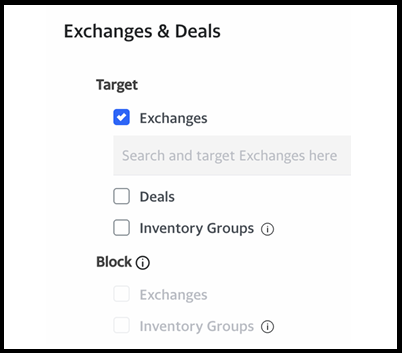 Exchanges & Deals
Target
Exchanges
Search and target Exchanges here
Deals
Inventory Groups
Block
Exchanges
Inventory Groups